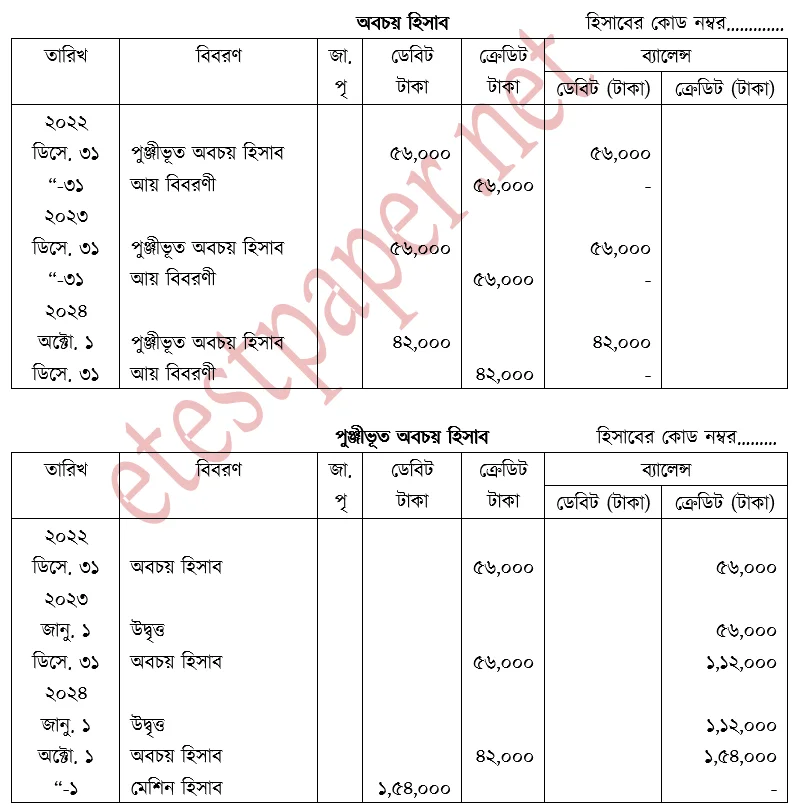 অবচয় হিসাব হিসাবের কোড নম্বর.............
তারিখ বিবরণ জা. পৃ ডেবিট টাকা ক্রেডিট টাকা ব্যালেন্স
ডেবিট (টাকা) ক্রেডিট (টাকা)
২০২২
ডিসে. ৩১ পুঞ্জীভূত অবচয় হিসাব ৫৬,০০০ ৫৬,০০০
“-৩১ আয় বিবরণী ৫৬,০০০ -
২০২৩
ডিসে. ৩১ পুঞ্জীভূত অবচয় হিসাব ৫৬,০০০ ৫৬,০০০
“-৩১ আয় বিবরণী ৫৬,০০০ -
২০২৪
অক্টো. ১ পুঞ্জীভূত অবচয় হিসাব ৪২,০০০ ৪২,০০০
ডিসে. ৩১ আয় বিবরণী ৪২,০০০ -
পুঞ্জীভূত অবচয় হিসাব হিসাবের কোড নম্বর.........
তারিখ বিবরণ জা. পৃ ডেবিট টাকা ক্রেডিট টাকা ব্যালেন্স
ডেবিট (টাকা) ক্রেডিট (টাকা)
২০২২
ডিসে. ৩১ অবচয় হিসাব ৫৬,০০০ ৫৬,০০০
২০২৩
জানু. ১ উদ্বৃত্ত ৫৬,০০০
ডিসে. ৩১ অবচয় হিসাব ৫৬,০০০ ১,১২,০০০
২০২৪
জানু. ১ উদ্বৃত্ত ১,১২,০০০
অক্টো. ১ অবচয় হিসাব ৪২,০০০ ১,৫৪,০০০
“-১ মেশিন হিসাব ১,৫৪,০০০ -
etestpaper.net